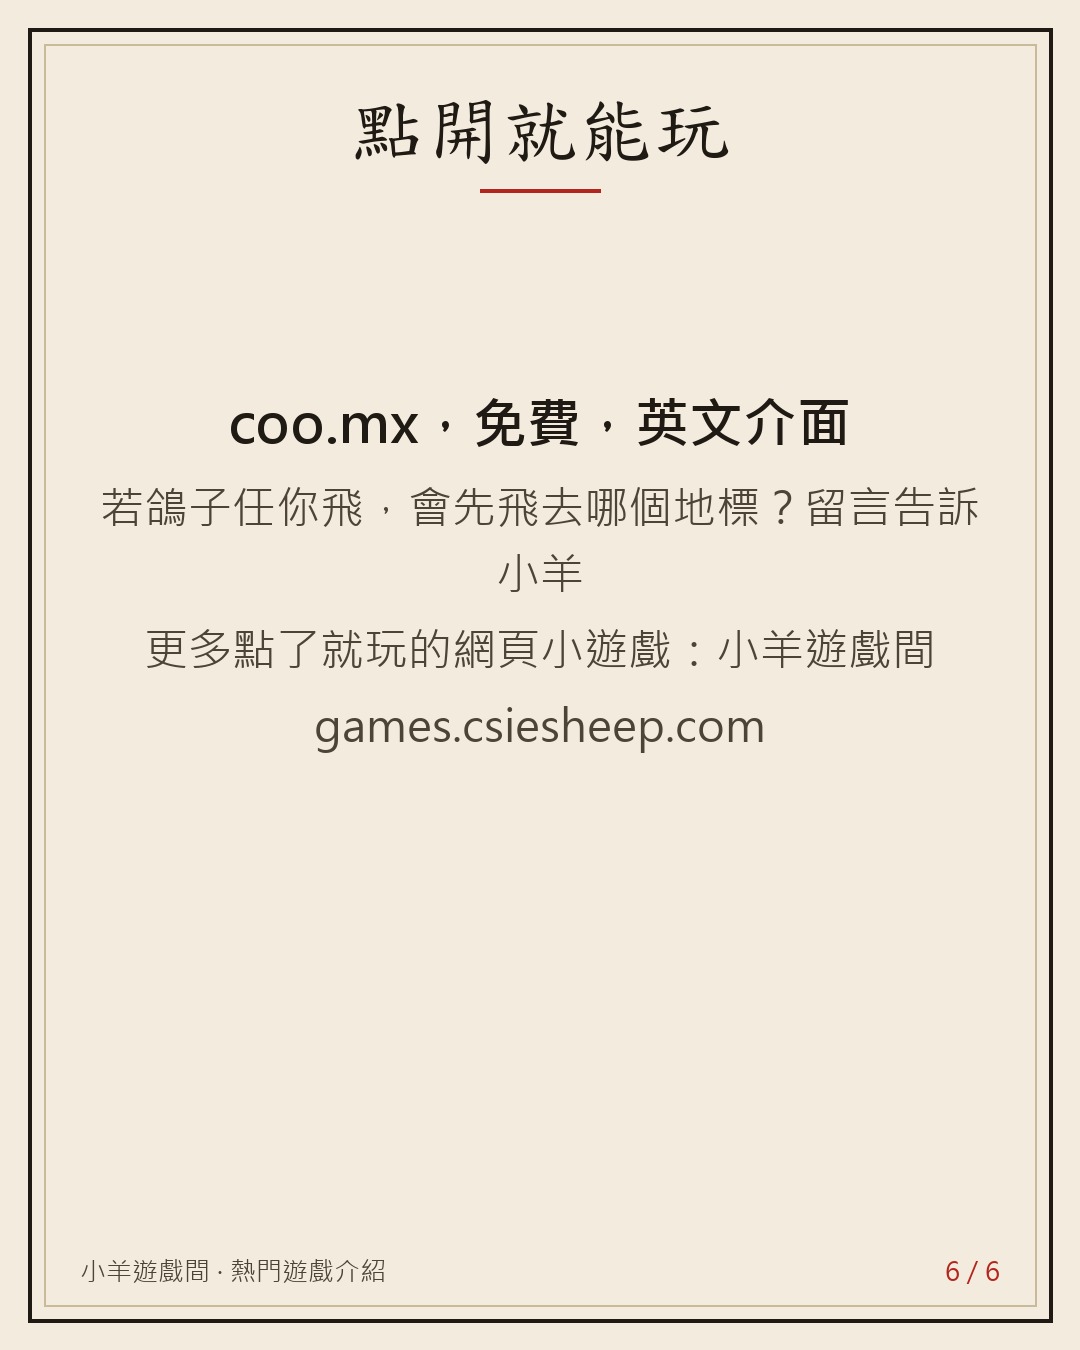 點開就能玩
coo.mx，免費，英文介面
若鴿子任你飛，會先飛去哪個地標？留言告訴
小羊
更多點了就玩的網頁小遊戲：小羊遊戲間
games.csiesheep.com
小羊遊戲間 · 熱門遊戲介紹
6 / 6